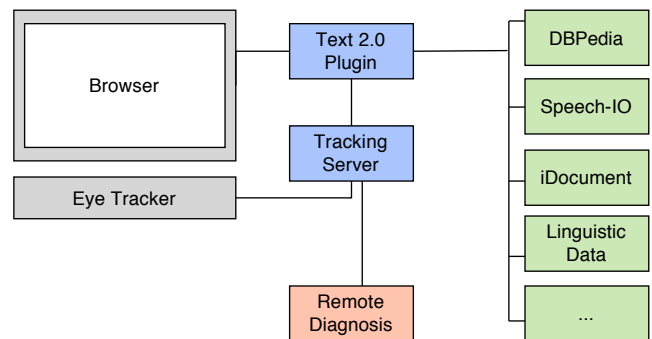 Browser
Eye Tracker
Text 2.0
Plugin
Tracking
Server
Remote
Diagnosis
DBPedia
Speech-IO
iDocument
Linguistic
Data
...